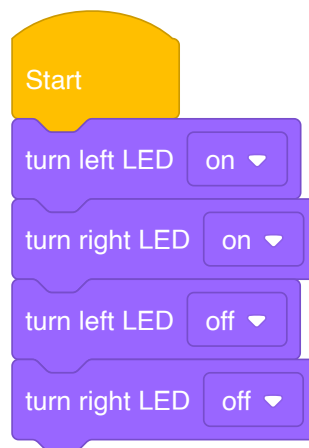 Start
turn left LED on
turn right LED on
turn left LED off
turn right LED off